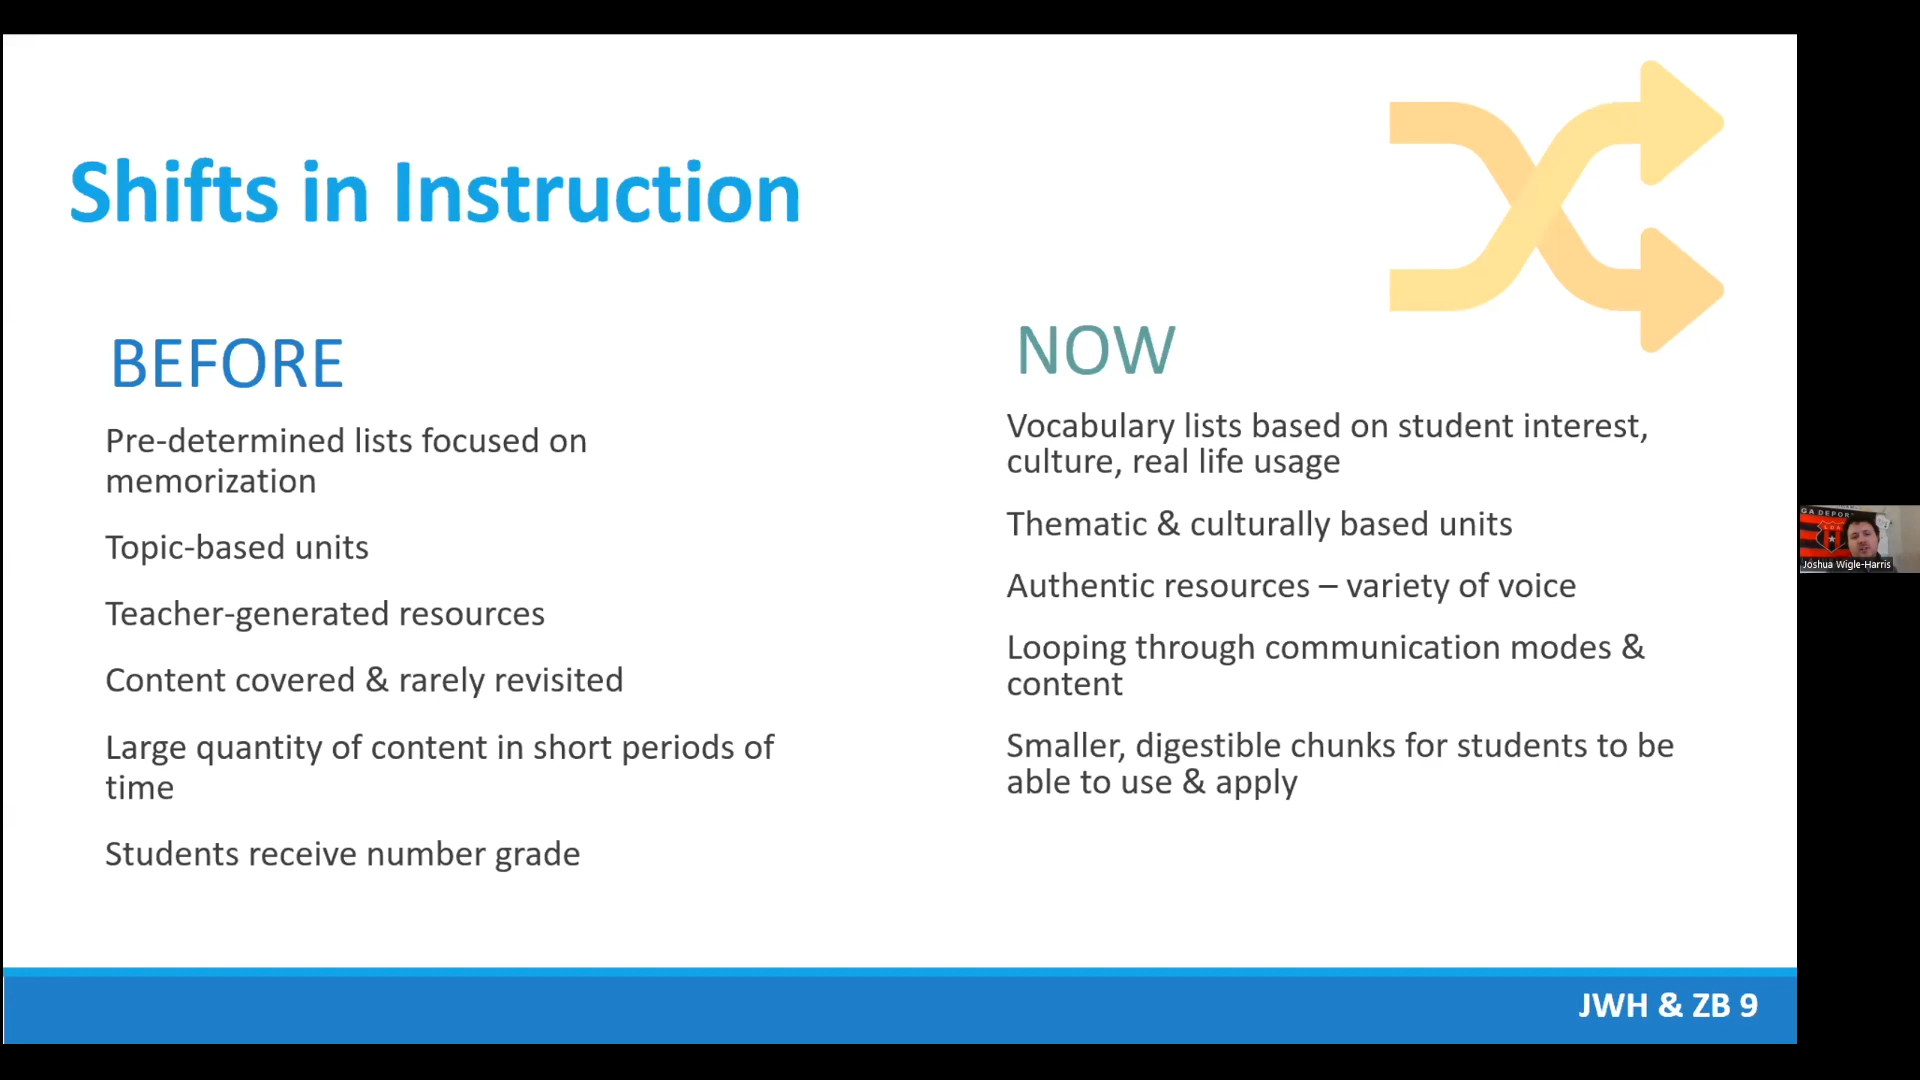 Shifts in Instruction
BEFORE
Pre-determined lists focused on
memorization
Topic-based units
Teacher-generated resources
Content covered & rarely revisited
Large quantity of content in short periods of
time
Students receive number grade
NOW
Vocabulary lists based on student interest,
culture, real life usage
Thematic & culturally based units
Authentic resources – variety of voice
Looping through communication modes &
content
Smaller, digestible chunks for students to be
able to use & apply
JWH & ZB 9
Joshua Wigle-Harris